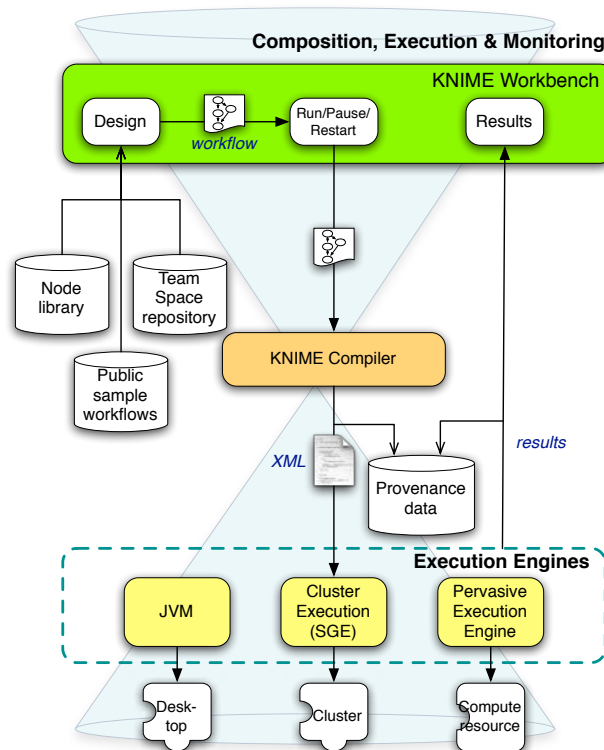 Composition, Execution & Monitoring
KNIME Workbench
Design
workflow
Run/Pause/
Restart
Results
Node
library
Team
Space
repository
Public
sample
workflows
KNIME Compiler
XML
Provenance
data
results
Execution Engines
JVM
Cluster
Execution
(SGE)
Pervasive
Execution
Engine
Desk-
top
Cluster
Compute
resource